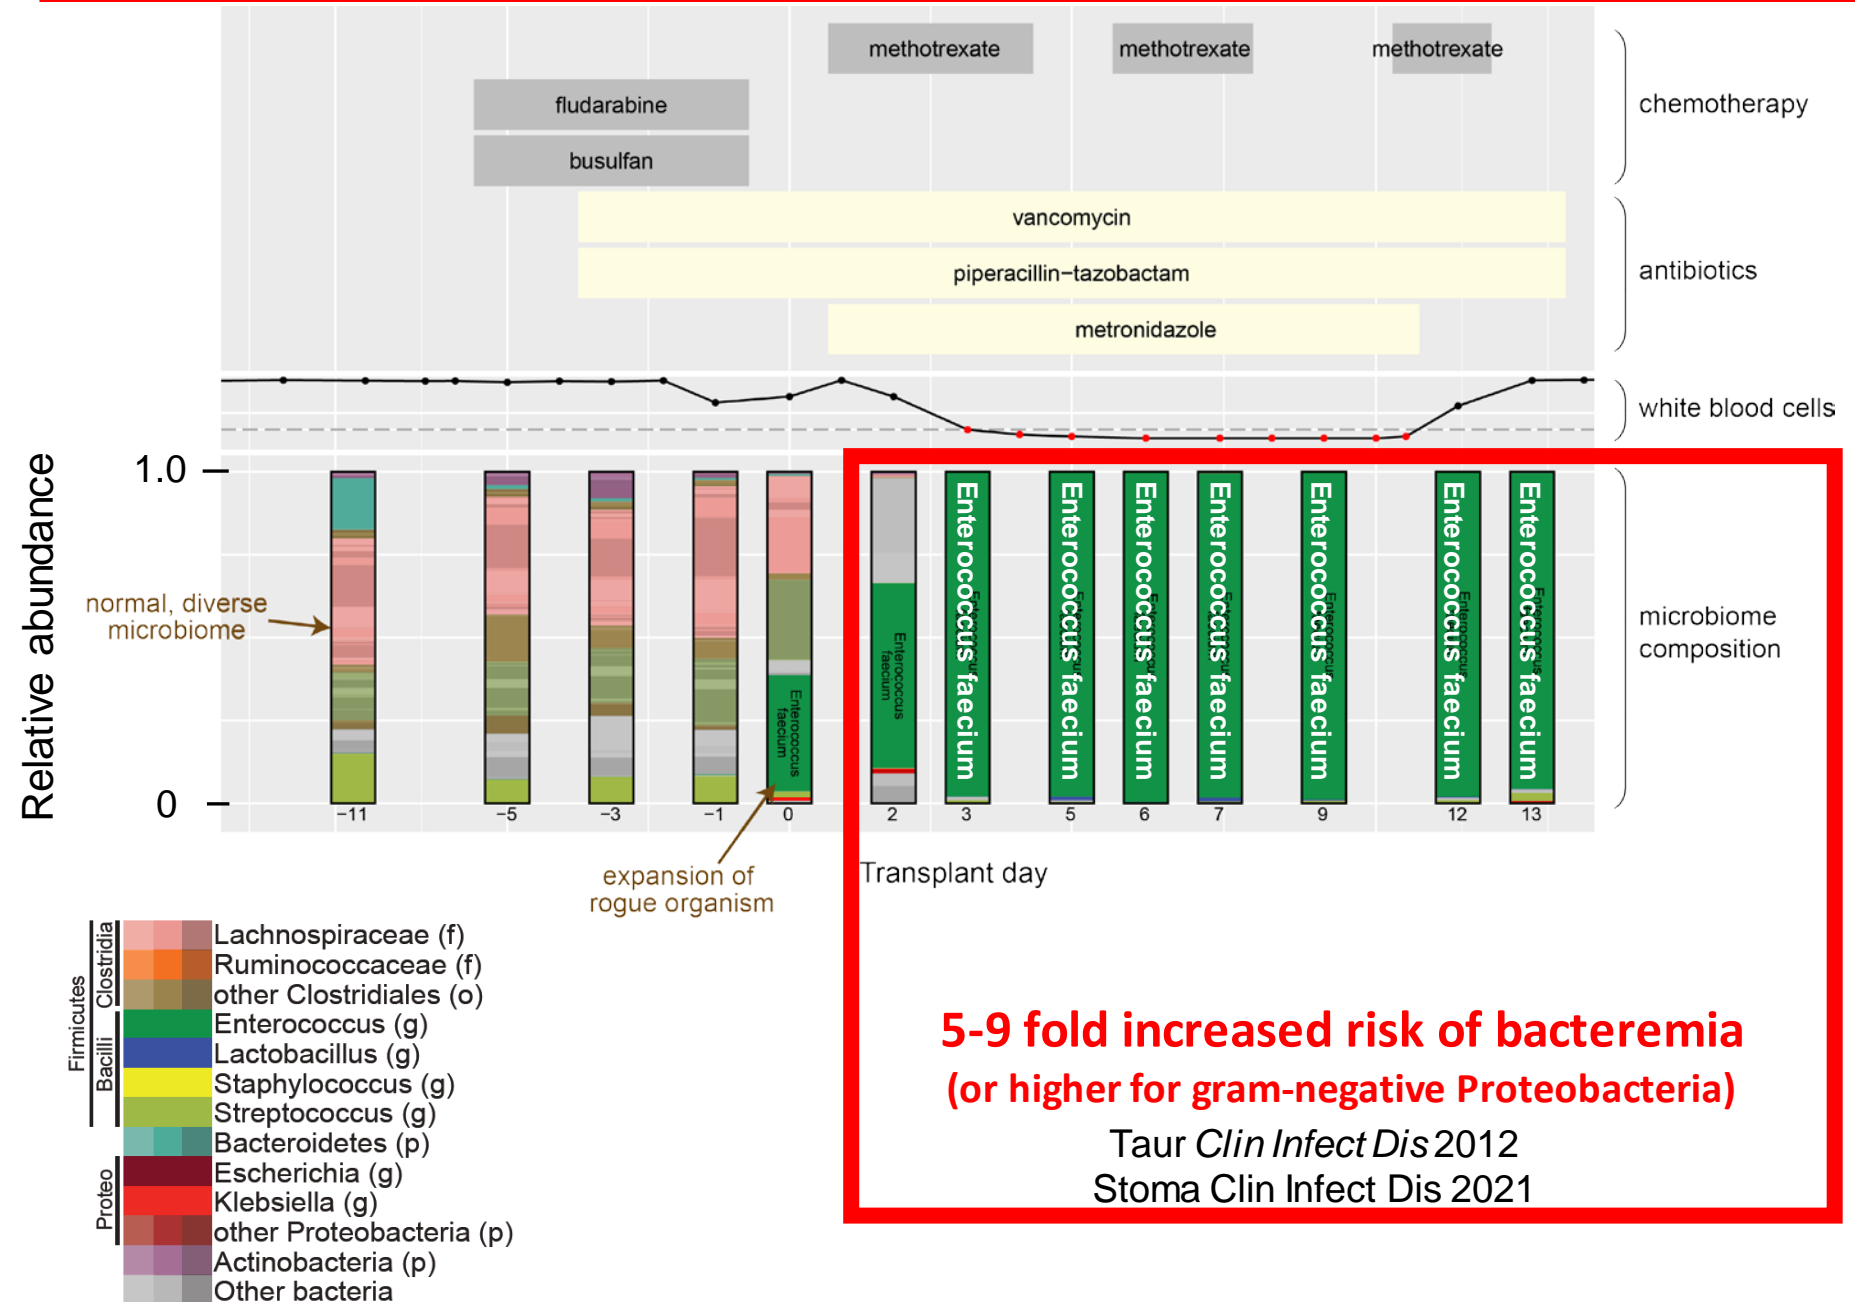 methotrexate
methotrexate
methotrexate
fludarabine
busulfan
chemotherapy
vancomycin
piperacillin−tazobactam
metronidazole
antibiotics
white blood cells
Relative abundance
1.0
0
normal, diverse
microbiome
Enterococcus
faecium
Enterococcus
faecium
Enterococcus faecium
Enterococcus faecium
Enterococcus faecium
Enterococcus faecium
Enterococcus faecium
Enterococcus faecium
Enterococcus faecium
microbiome
composition
−11
−5
−3
−1
0
2
3
5
6
7
9
12
13
expansion of
rogue organism
Transplant day
Firmicutes
Clostridia
Bacilli
Proteo
Lachnospiraceae (f)
Ruminococcaceae (f)
other Clostridiales (o)
Enterococcus (g)
Lactobacillus (g)
Staphylococcus (g)
Streptococcus (g)
Bacteroidetes (p)
Escherichia (g)
Klebsiella (g)
other Proteobacteria (p)
Actinobacteria (p)
Other bacteria
5-9 fold increased risk of bacteremia
(or higher for gram-negative Proteobacteria)
Taur Clin Infect Dis 2012
Stoma Clin Infect Dis 2021